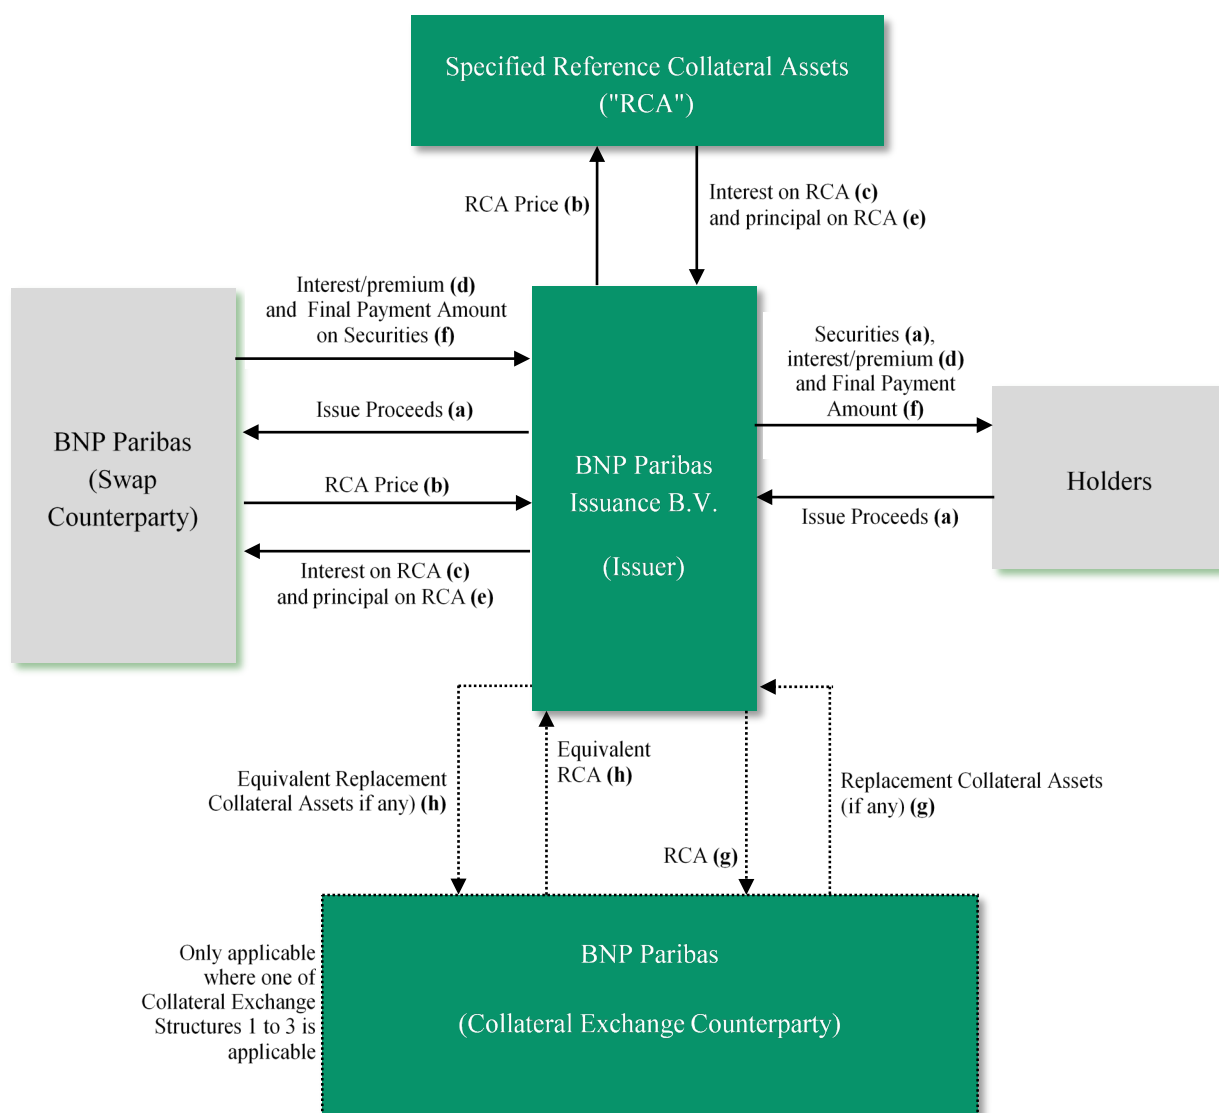 Specified Reference Collateral Assets
("RCA")
RCA Price (b)
Interest on RCA (c)
and principal on RCA (e)
Interest/premium (d)
and Final Payment Amount
on Securities (f)
Issue Proceeds (a)
RCA Price (b)
Interest on RCA (c)
and principal on RCA (e)
BNP Paribas
(Swap
Counterparty)
BNP Paribas
Issuance B.V.
(Issuer)
Securities (a),
interest/premium (d)
and Final Payment
Amount (f)
Issue Proceeds (a)
Holders
Equivalent Replacement
Collateral Assets if any) (h)
Equivalent
RCA (h)
RCA (g)
Replacement Collateral Assets
(if any) (g)
Only applicable
where one of
Collateral Exchange
Structures 1 to 3 is
applicable
BNP Paribas
(Collateral Exchange Counterparty)